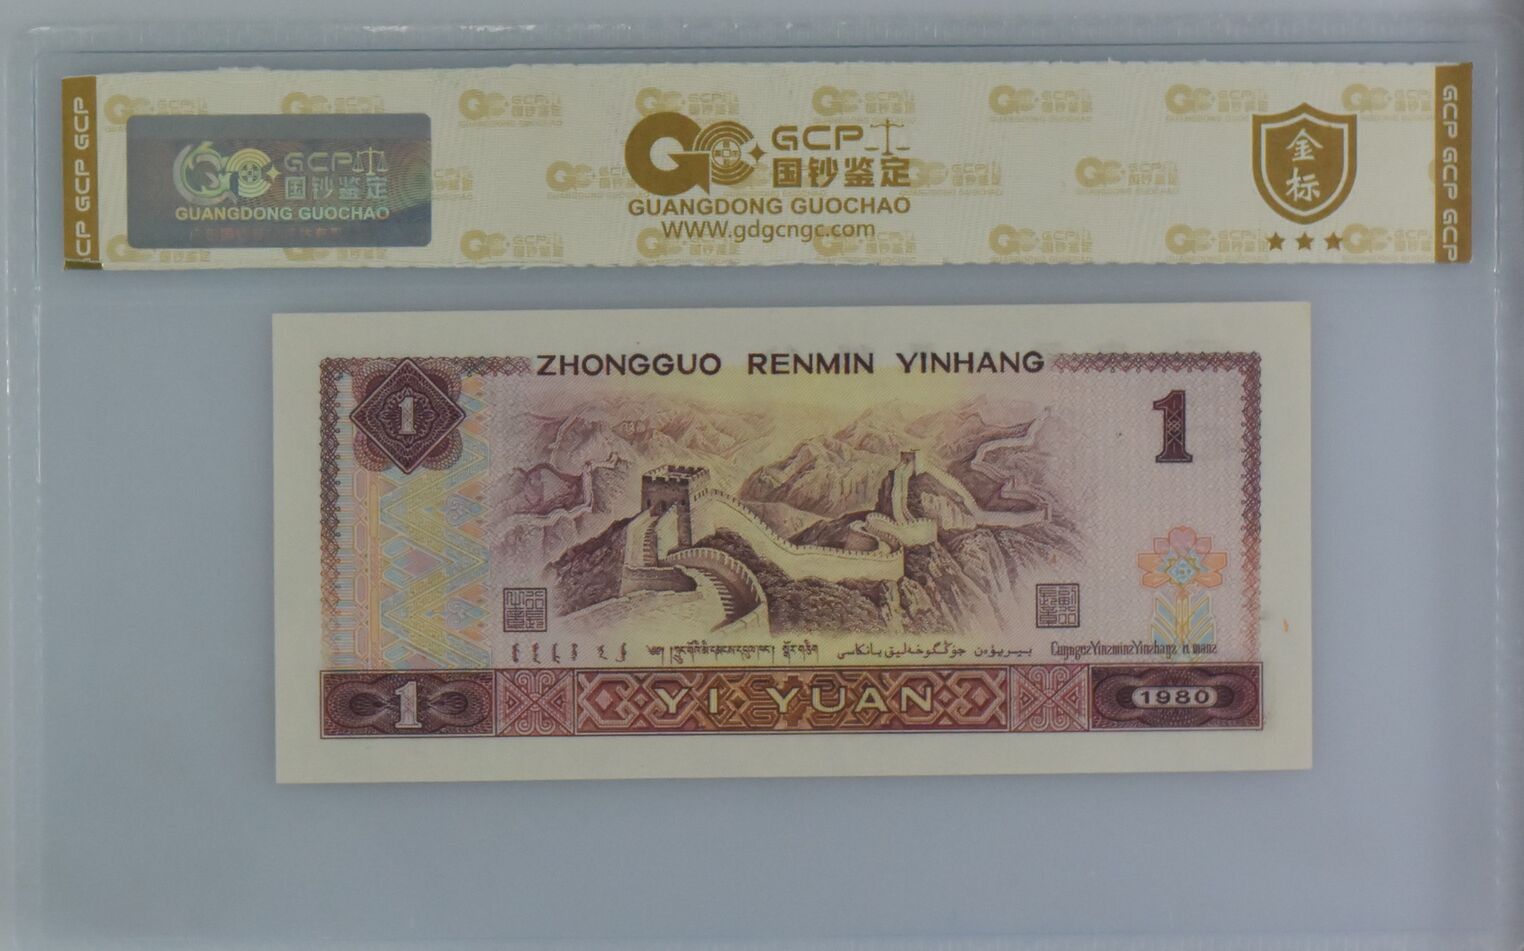 GCP GCP GCP
GCP
国钞鉴定
GUANGDONG GUOCHAO
GCP
国钞鉴定
GUANGDONG GUOCHAO
WWW.gdgcngc.com
金
标
GCP GCP GCP
ZHONGGUO RENMIN YINHANG
1
1
YI YUAN
1
1980